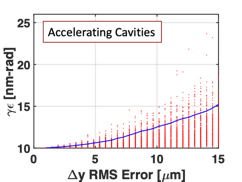 Accelerating Cavities
γϵ [nm-rad]
25
20
15
10
0 5 10 15
Δy RMS Error [μm]